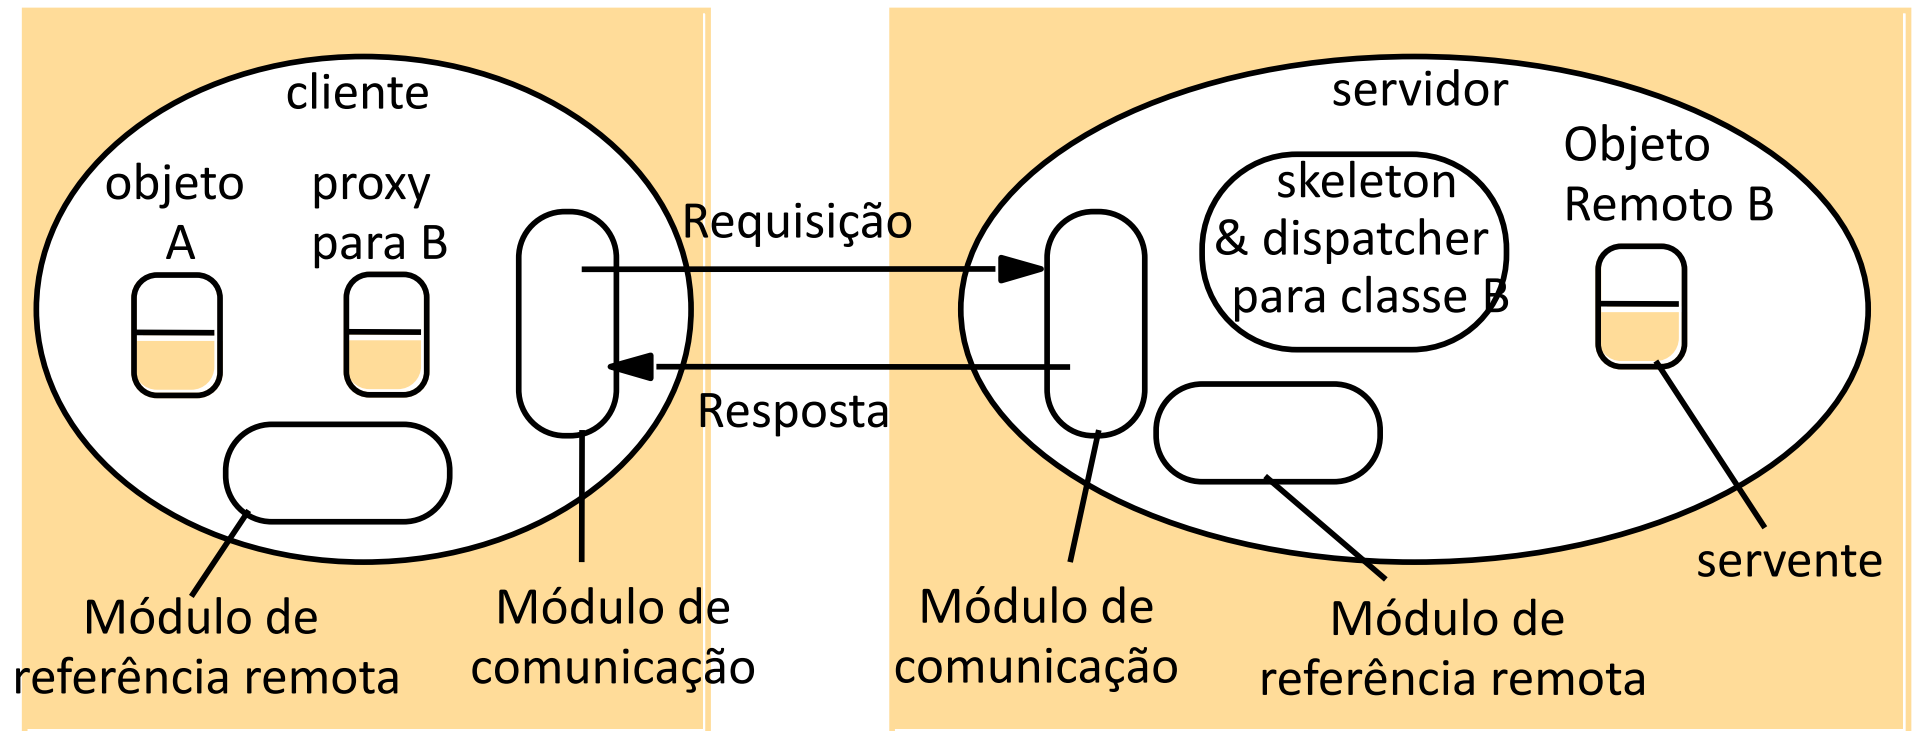 cliente
objeto
A
proxy
para B
Requisição
Resposta
Módulo de
referência remota
Módulo de
comunicação
servidor
skeleton
& dispatcher
para classe B
Objeto
Remoto B
Módulo de
comunicação
Módulo de
referência remota
servente